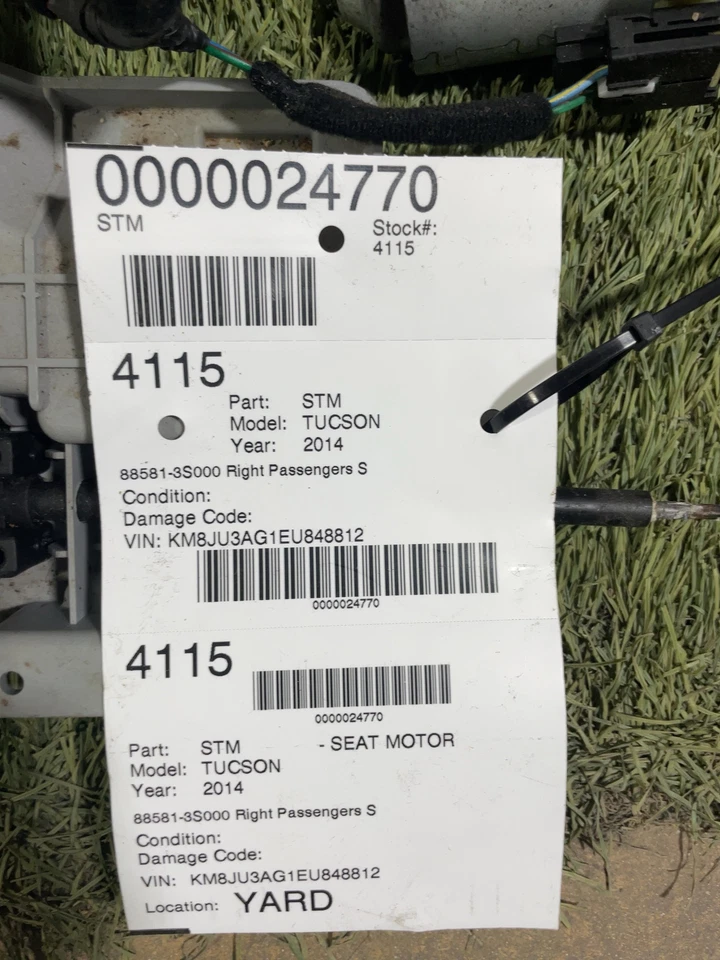 0000024770
STM
Stock#:
4115
4115
Part: STM
Model: TUCSON
Year: 2014
88581-3S000 Right Passengers S
Condition:
Damage Code:
VIN: KM8JU3AG1EU848812
0000024770
4115
0000024770
Part: STM - SEAT MOTOR
Model: TUCSON
Year: 2014
88581-3S000 Right Passengers S
Condition:
Damage Code:
VIN: KM8JU3AG1EU848812
Location: YARD